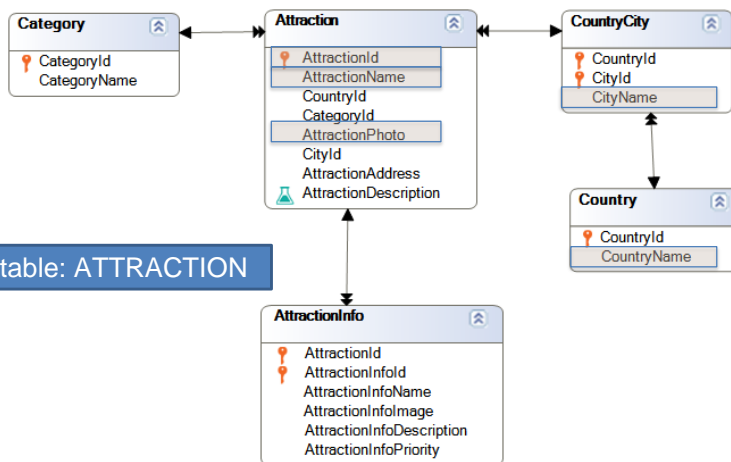 Category
CategoryId
CategoryName
Attraction
AttractionId
AttractionName
CountryId
CategoryId
AttractionPhoto
CityId
AttractionAddress
AttractionDescription
CountryCity
CountryId
CityId
CityName
Country
CountryId
CountryName
table: ATTRACTION
AttractionInfo
AttractionId
AttractionInfoId
AttractionInfoName
AttractionInfoImage
AttractionInfoDescription
AttractionInfoPriority